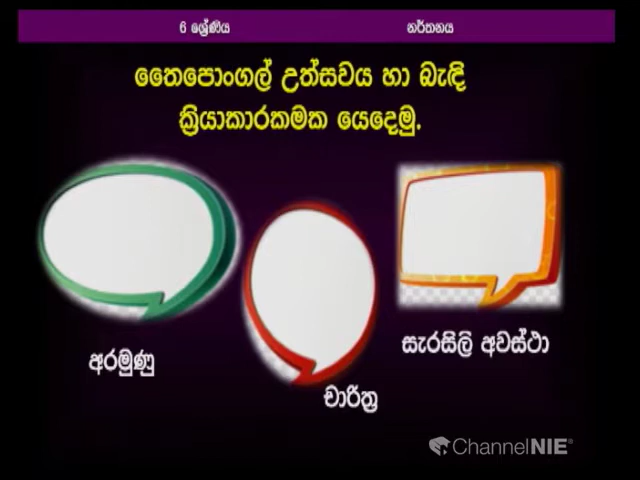 6 ශ්‍රේණිය
නර්තනය
තෛපොංගල් උත්සවය හා බැඳි
ක්‍රියාකාරකමක යෙදෙමු.
අරමුණු
චාරිත්‍ර
සැරසිලි අවස්ථා
ChannelNIE